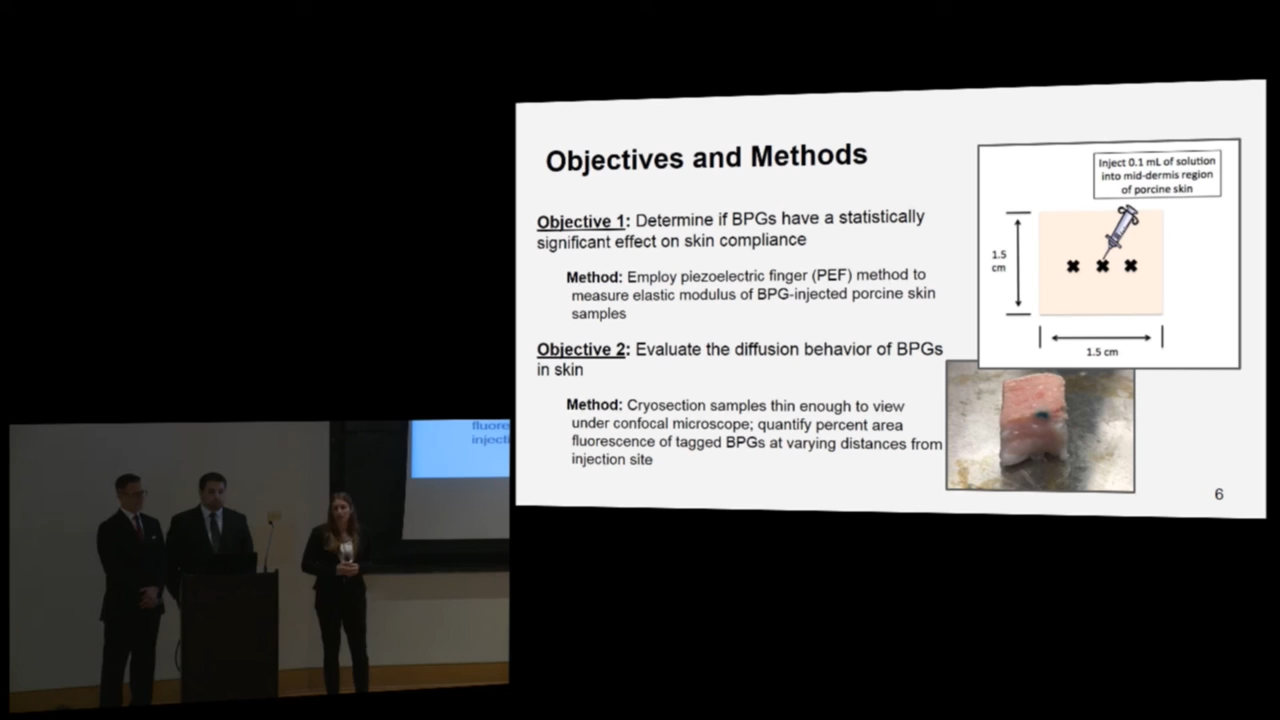 Objectives and Methods
Objective 1: Determine if BPGs have a statistically
significant effect on skin compliance
Method: Employ piezoelectric finger (PEF) method to
measure elastic modulus of BPG-injected porcine skin
samples
Objective 2: Evaluate the diffusion behavior of BPGs
in skin
Method: Cryosection samples thin enough to view
under confocal microscope; quantify percent area
fluorescence of tagged BPGs at varying distances from
injection site
Inject 0.1 mL of solution
into mid-dermis region
of porcine skin
1.5
cm
1.5 cm
6
fluore
injecti